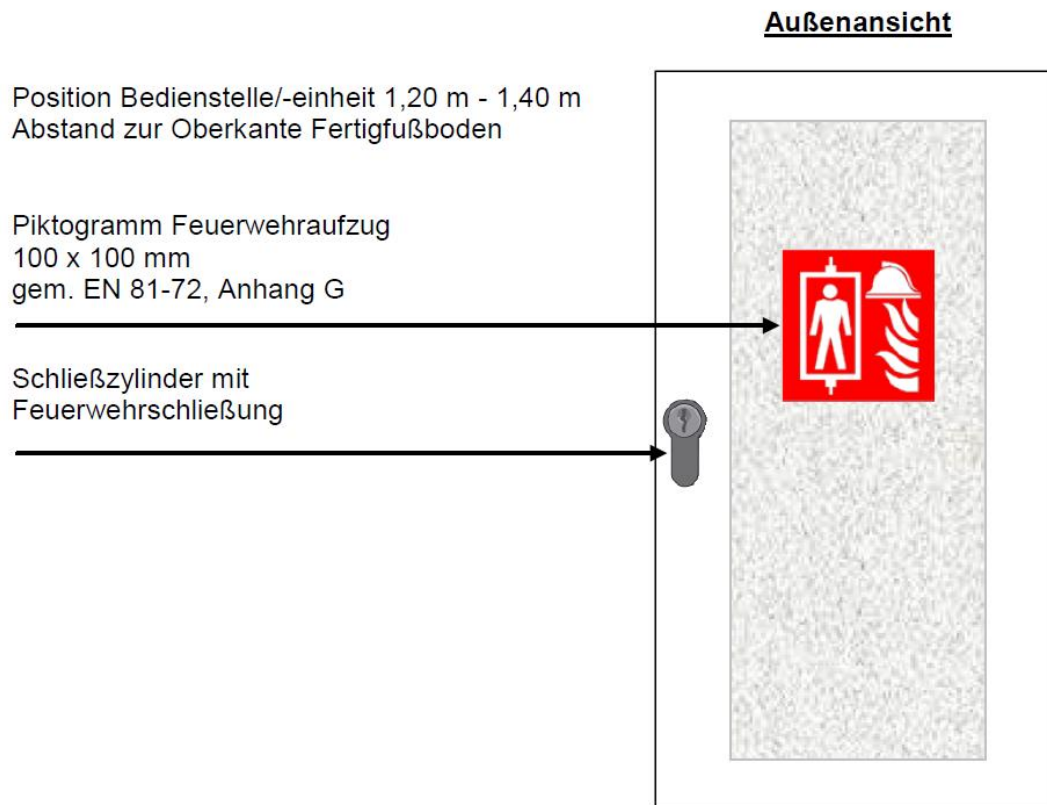 Außenansicht
Position Bedienstelle/-einheit 1,20 m - 1,40 m
Abstand zur Oberkante Fertigfußboden
Piktogramm Feuerwehraufzug
100 x 100 mm
gem. EN 81-72, Anhang G
Schließzylinder mit
Feuerwehrschließung